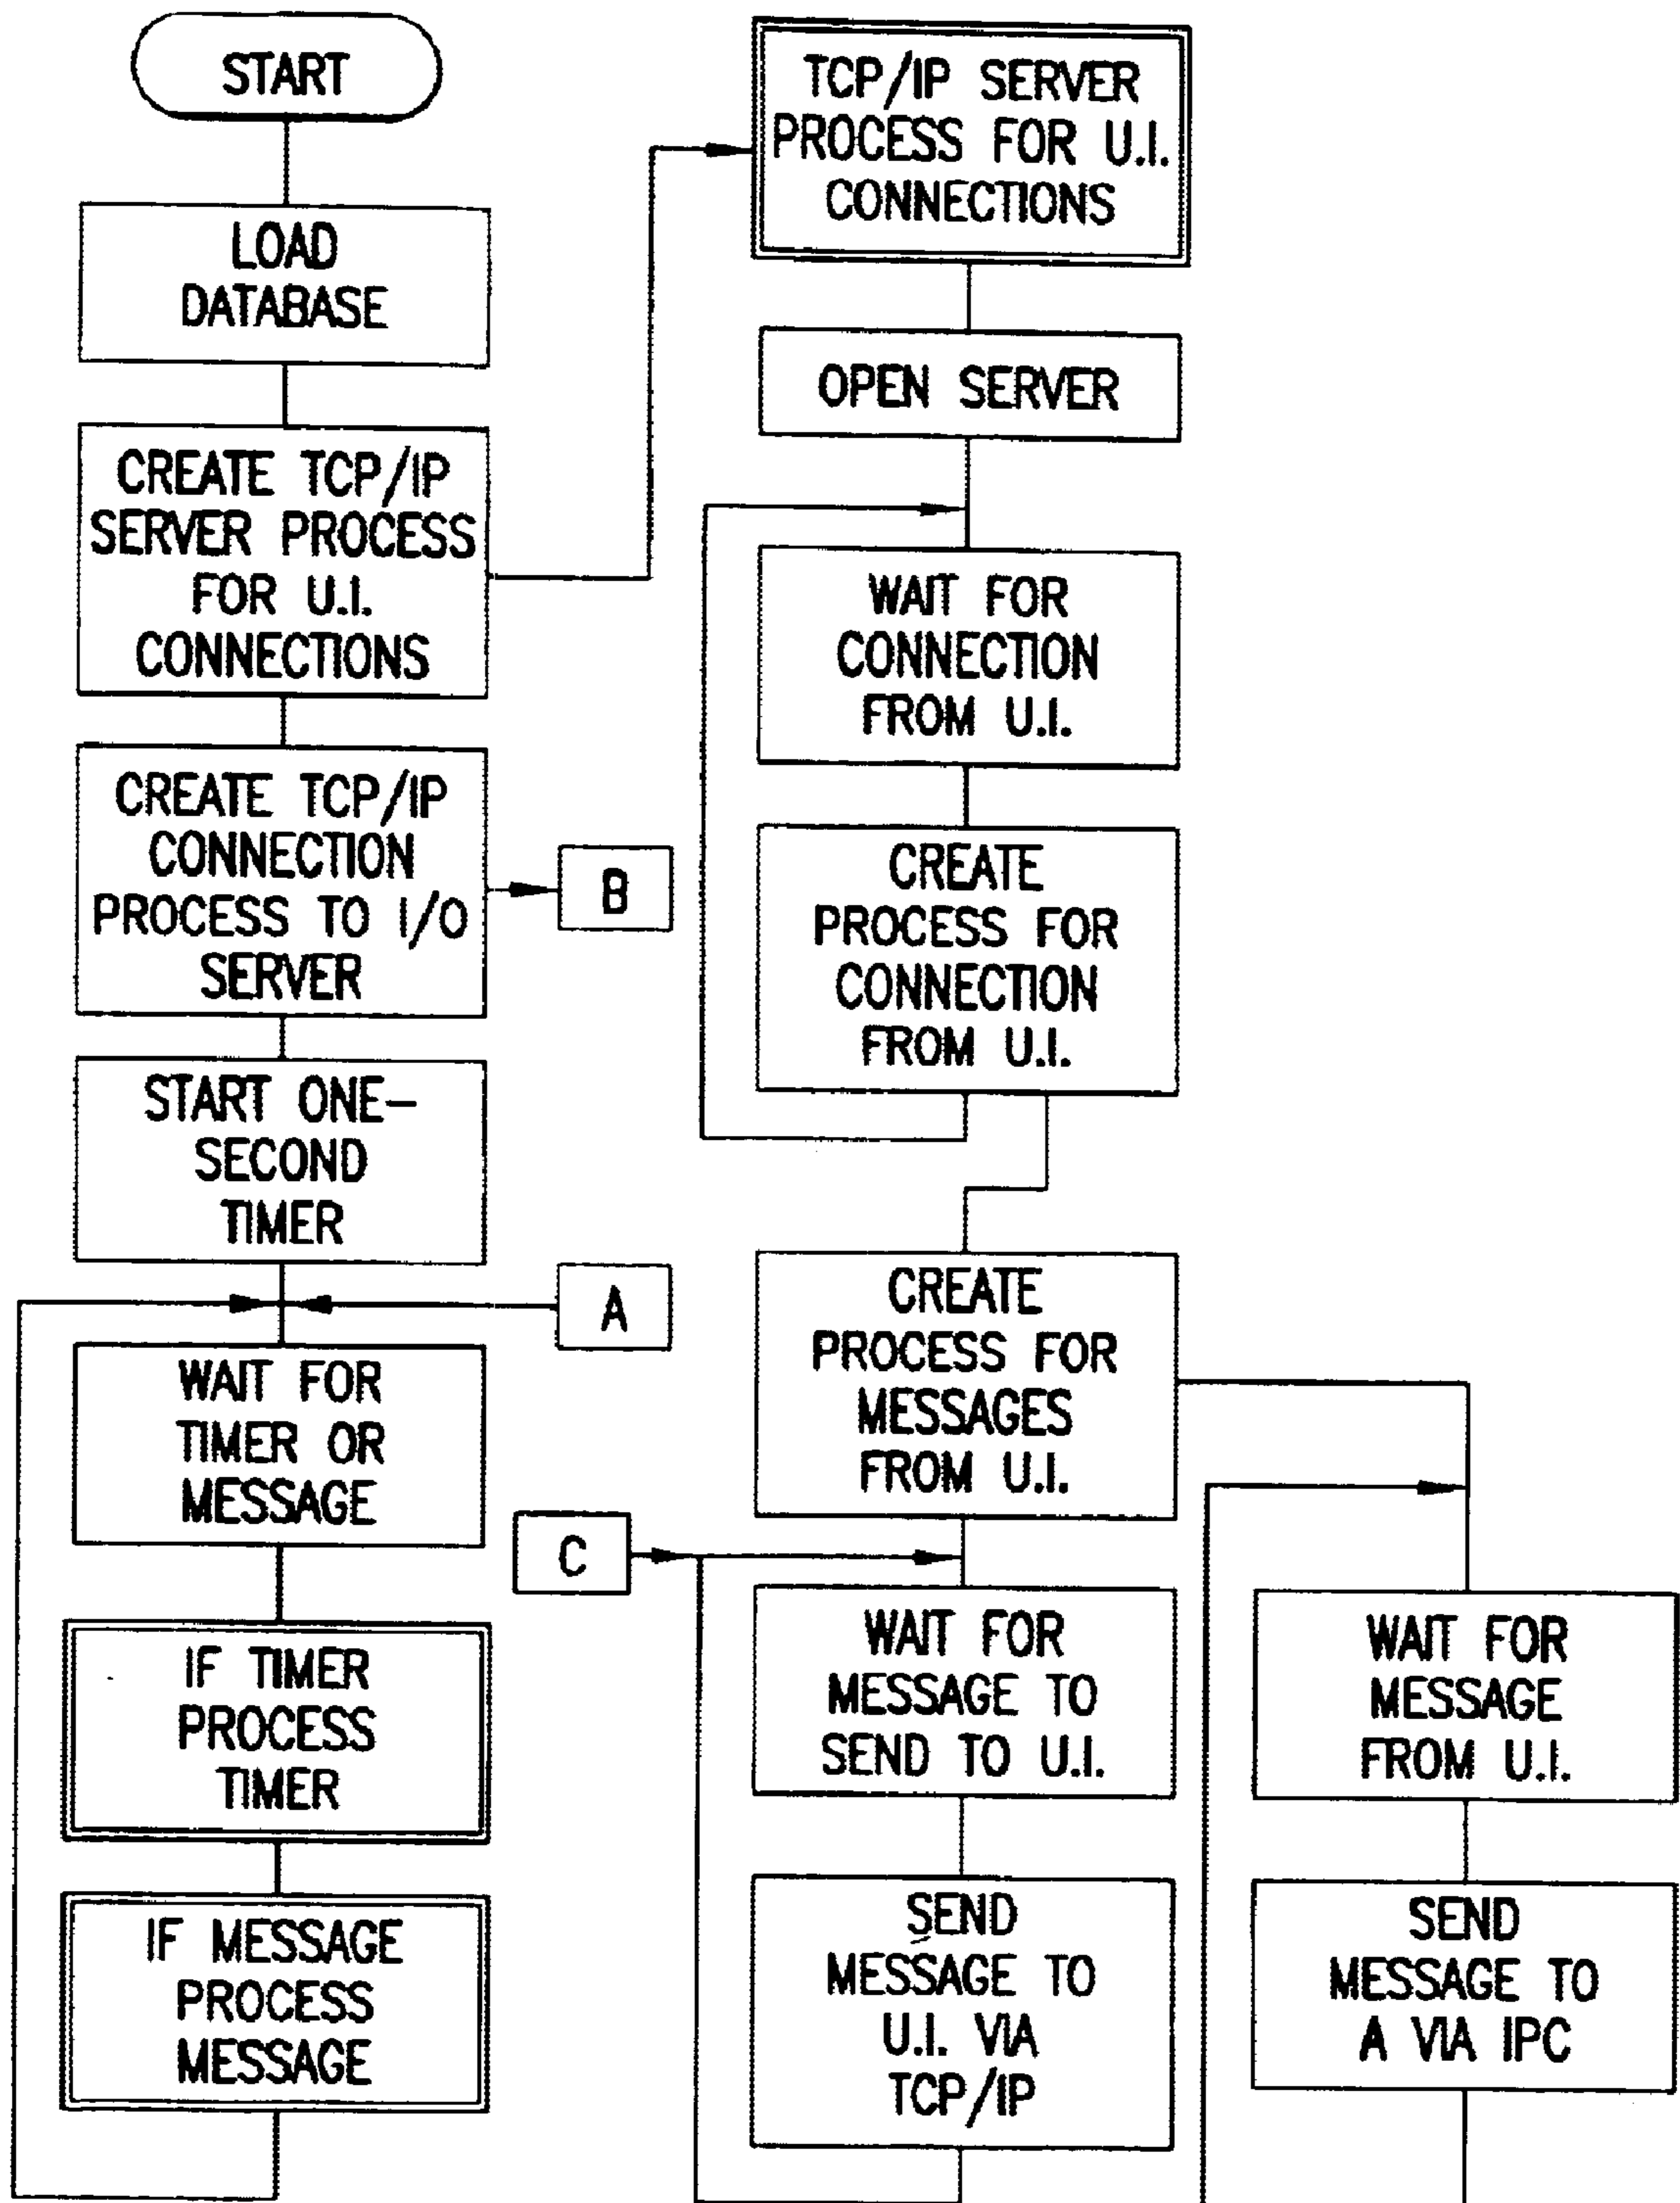 START
LOAD
DATABASE
CREATE TCP/IP
SERVER PROCESS
FOR U.I.
CONNECTIONS
CREATE TCP/IP
CONNECTION
PROCESS TO I/O
SERVER
B
START ONE-
SECOND
TIMER
A
WAIT FOR
TIMER OR
MESSAGE
IF TIMER
PROCESS
TIMER
IF MESSAGE
PROCESS
MESSAGE
TCP/IP SERVER
PROCESS FOR U.I.
CONNECTIONS
OPEN SERVER
WAIT FOR
CONNECTION
FROM U.I.
CREATE
PROCESS FOR
CONNECTION
FROM U.I.
CREATE
PROCESS FOR
MESSAGES
FROM U.I.
C
WAIT FOR
MESSAGE TO
SEND TO U.I.
SEND
MESSAGE TO
U.I. VIA
TCP/IP
WAIT FOR
MESSAGE
FROM U.I.
SEND
MESSAGE TO
A VIA IPC